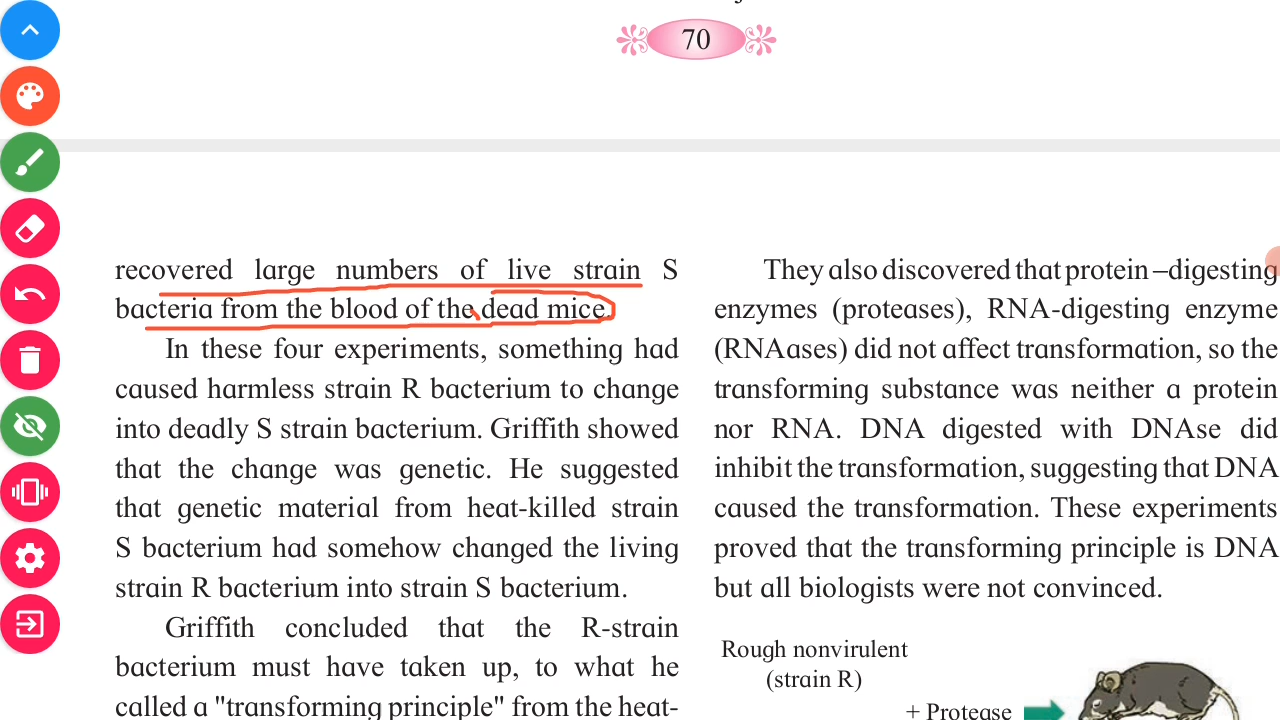 70
recovered large numbers of live strain S
bacteria from the blood of the dead mice.
In these four experiments, something had
caused harmless strain R bacterium to change
into deadly S strain bacterium. Griffith showed
that the change was genetic. He suggested
that genetic material from heat-killed strain
S bacterium had somehow changed the living
strain R bacterium into strain S bacterium.
Griffith concluded that the R-strain
bacterium must have taken up, to what he
called a "transforming principle" from the heat-
They also discovered that protein –digesting
enzymes (proteases), RNA-digesting enzyme
(RNAases) did not affect transformation, so the
transforming substance was neither a protein
nor RNA. DNA digested with DNAse did
inhibit the transformation, suggesting that DNA
caused the transformation. These experiments
proved that the transforming principle is DNA
but all biologists were not convinced.
Rough nonvirulent
(strain R)
+ Protease